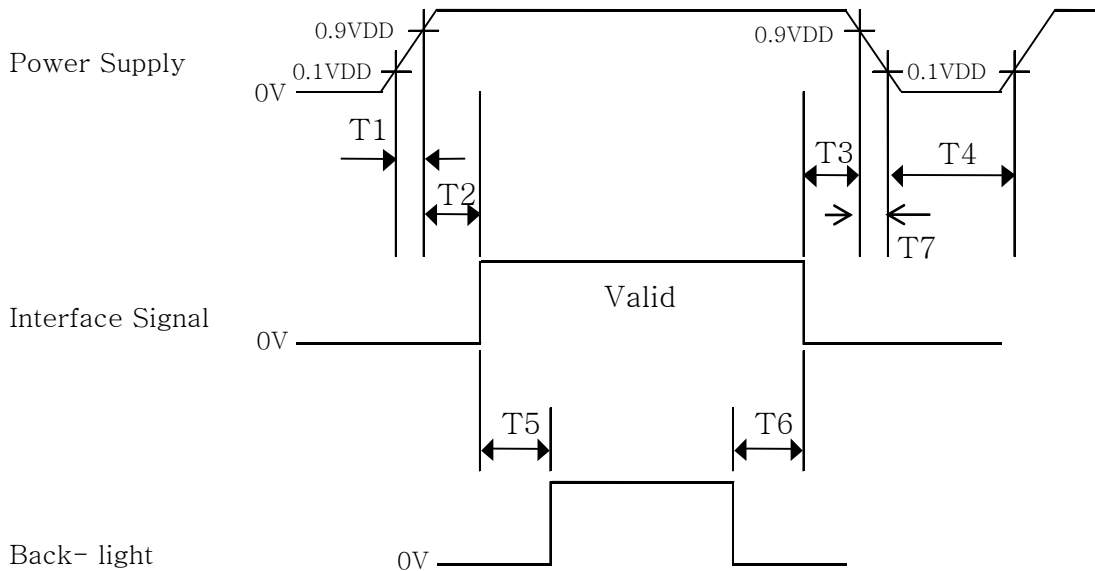 0.9VDD
0.9VDD
Power Supply
0.1VDD
0.1VDD
0V
T1
T2
T3
T4
T7
Valid
Interface Signal
0V
T5
T6
Back- light
0V